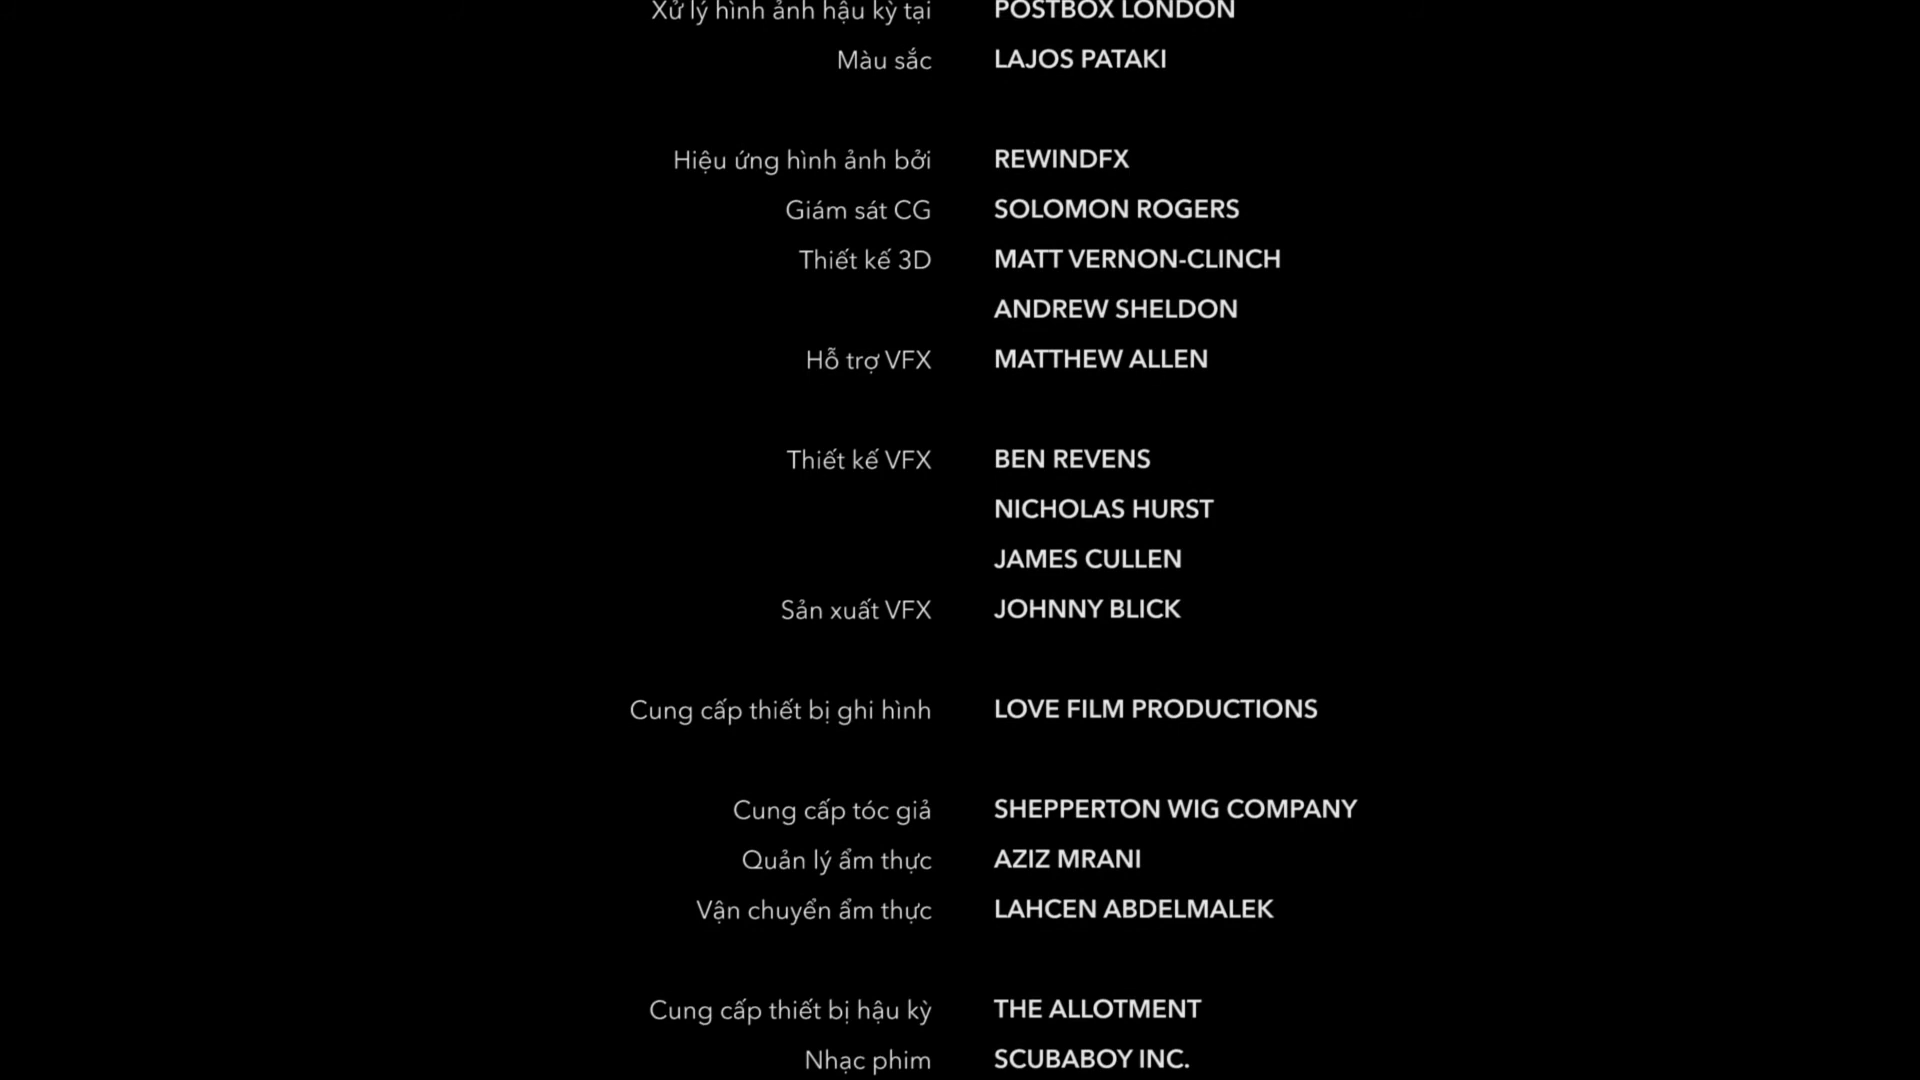 Xử lý hình ảnh hậu kỳ tại POSTBOX LONDON
Màu sắc LAJOS PATAKI
Hiệu ứng hình ảnh bởi REWINDFX
Giám sát CG SOLOMON ROGERS
Thiết kế 3D MATT VERNON-CLINCH
ANDREW SHELDON
Hỗ trợ VFX MATTHEW ALLEN
Thiết kế VFX BEN REVENS
NICHOLAS HURST
JAMES CULLEN
Sản xuất VFX JOHNNY BLICK
Cung cấp thiết bị ghi hình LOVE FILM PRODUCTIONS
Cung cấp tóc giả SHEPPERTON WIG COMPANY
Quản lý ẩm thực AZIZ MRANI
Vận chuyển ẩm thực LAHCEN ABDELMALEK
Cung cấp thiết bị hậu kỳ THE ALLOTMENT
Nhạc phim SCUBABOY INC.